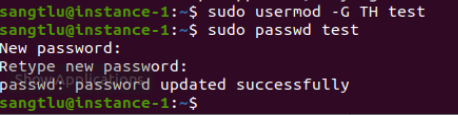 sangtlu@instance-1:~$ sudo usermod -G TH test
sangtlu@instance-1:~$ sudo passwd test
New password:
Retype new password:
Show Applications
passwd: password updated successfully
sangtlu@instance-1:~$